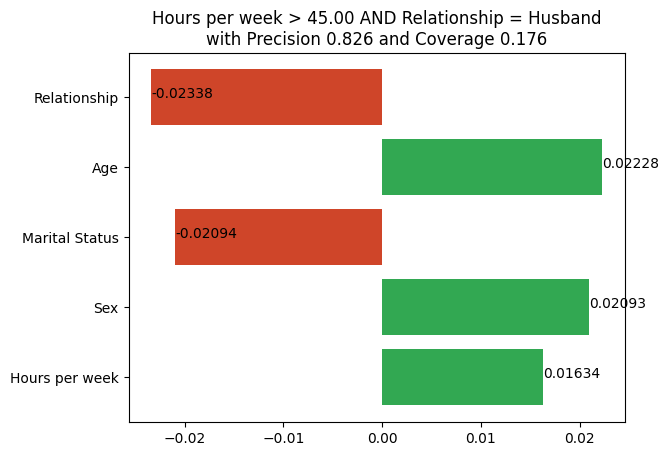 Hours per week > 45.00 AND Relationship = Husband
with Precision 0.826 and Coverage 0.176
Relationship
-0.02338
Age
0.02228
Marital Status
-0.02094
Sex
0.02093
Hours per week
0.01634
−0.02
−0.01
0.00
0.01
0.02